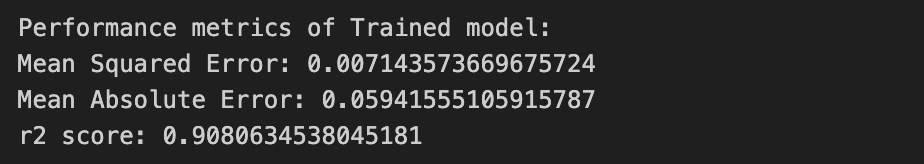 Performance metrics of Trained model:
Mean Squared Error: 0.007143573669675724
Mean Absolute Error: 0.05941555105915787
r2 score: 0.9080634538045181